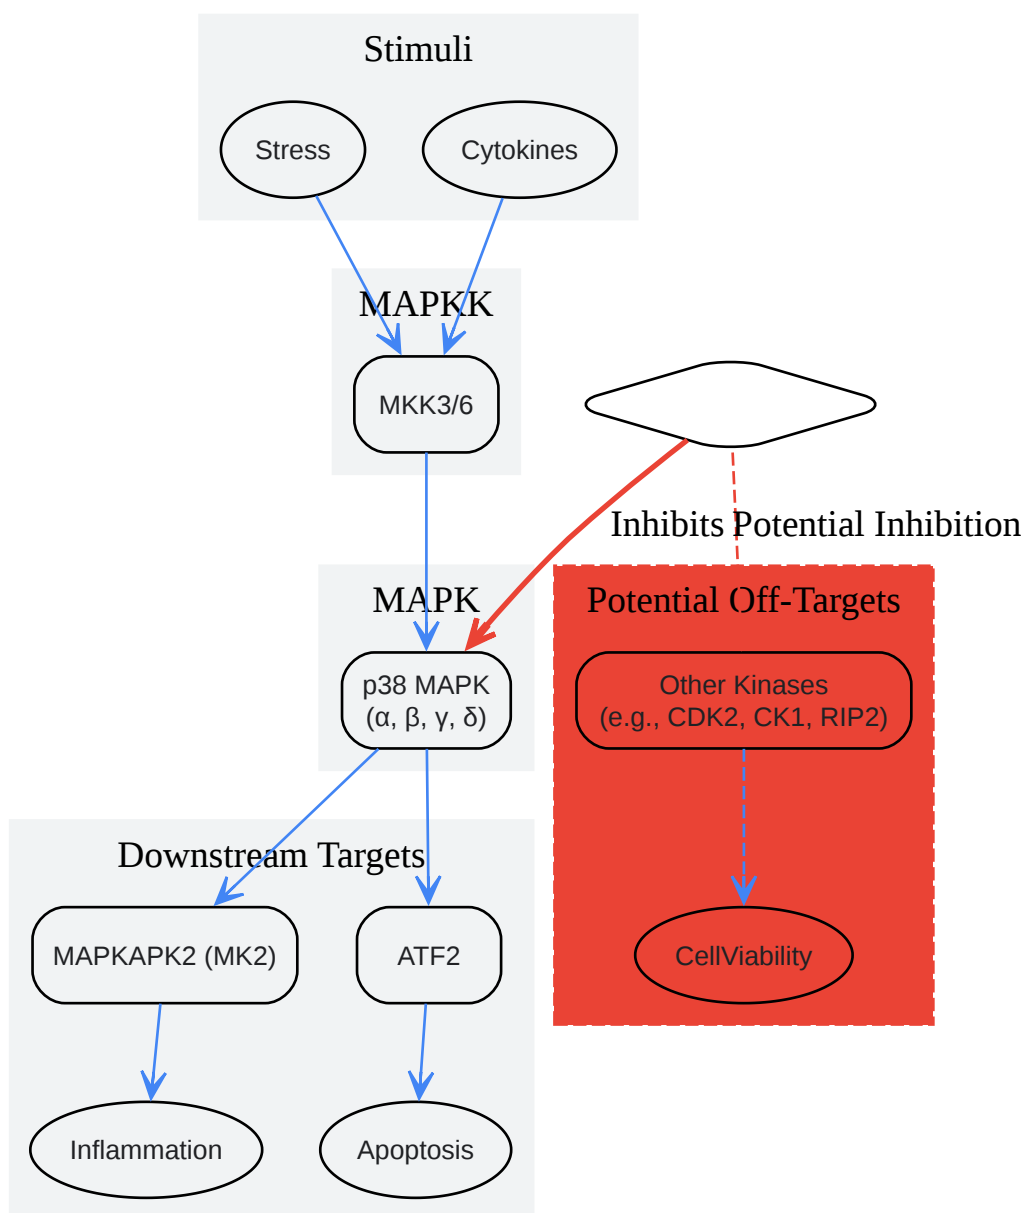 Stimuli
Stress
Cytokines
MAPKK
MKK3/6
Inhibits
Potential Inhibition
MAPK
p38 MAPK
(α, β, γ, δ)
Potential Off-Targets
Other Kinases
(e.g., CDK2, CK1, RIP2)
Downstream Targets
MAPKAPK2 (MK2)
ATF2
CellViability
Inflammation
Apoptosis